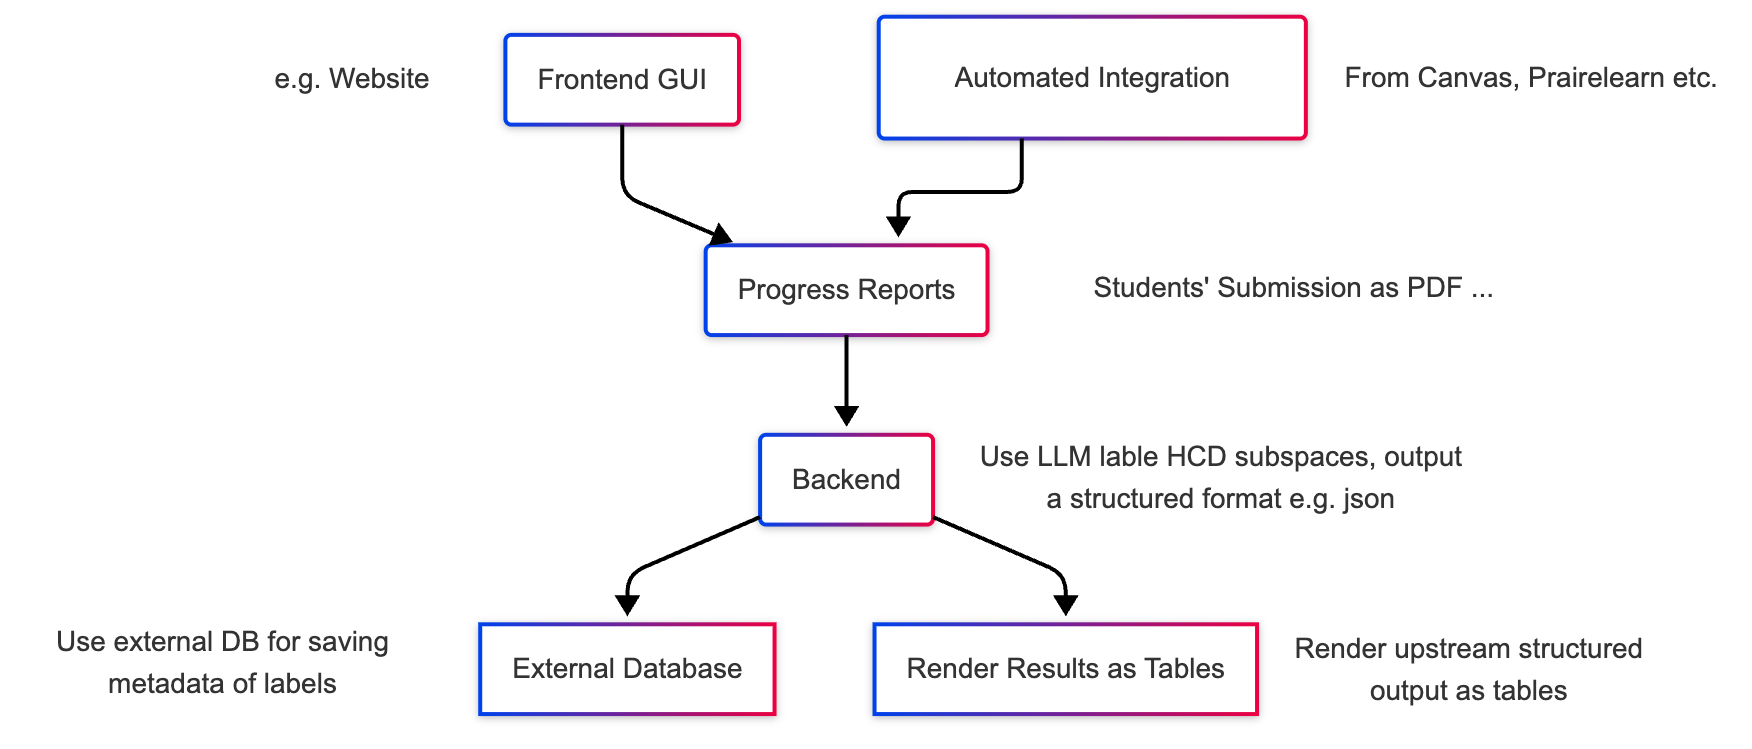 e.g. Website
Frontend GUI
Automated Integration
From Canvas, Prairelearn etc.
Progress Reports
Students' Submission as PDF ...
Backend
Use LLM lable HCD subspaces, output
a structured format e.g. json
Use external DB for saving
metadata of labels
External Database
Render Results as Tables
Render upstream structured
output as tables